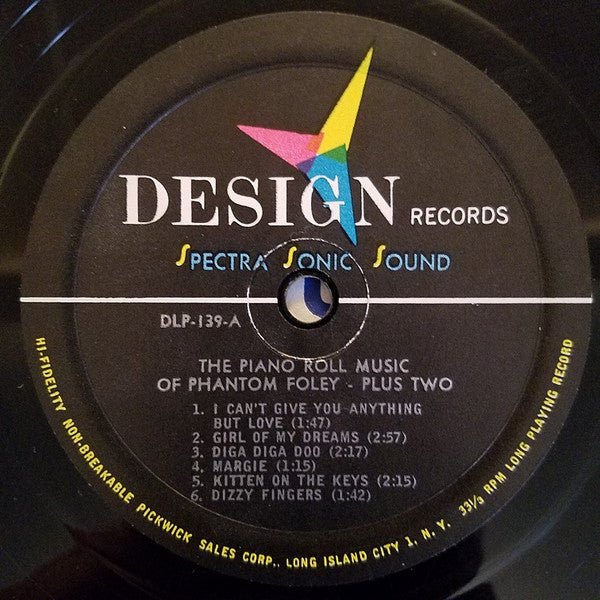 DESIGN RECORDS
SPECTRA SONIC SOUND
DLP-139-A
THE PIANO ROLL MUSIC
OF PHANTOM FOLEY - PLUS TWO
1. I CAN'T GIVE YOU ANYTHING
BUT LOVE (1:47)
2. GIRL OF MY DREAMS (2:57)
3. DIGA DIGA DOO (2:17)
4. MARGIE (1:15)
5. KITTEN ON THE KEYS (2:15)
6. DIZZY FINGERS (1:42)
HI-FIDELITY NON-BREAKABLE PICKWICK SALES CORP., LONG ISLAND CITY 1, N. Y. 33⅓ RPM LONG PLAYING RECORD